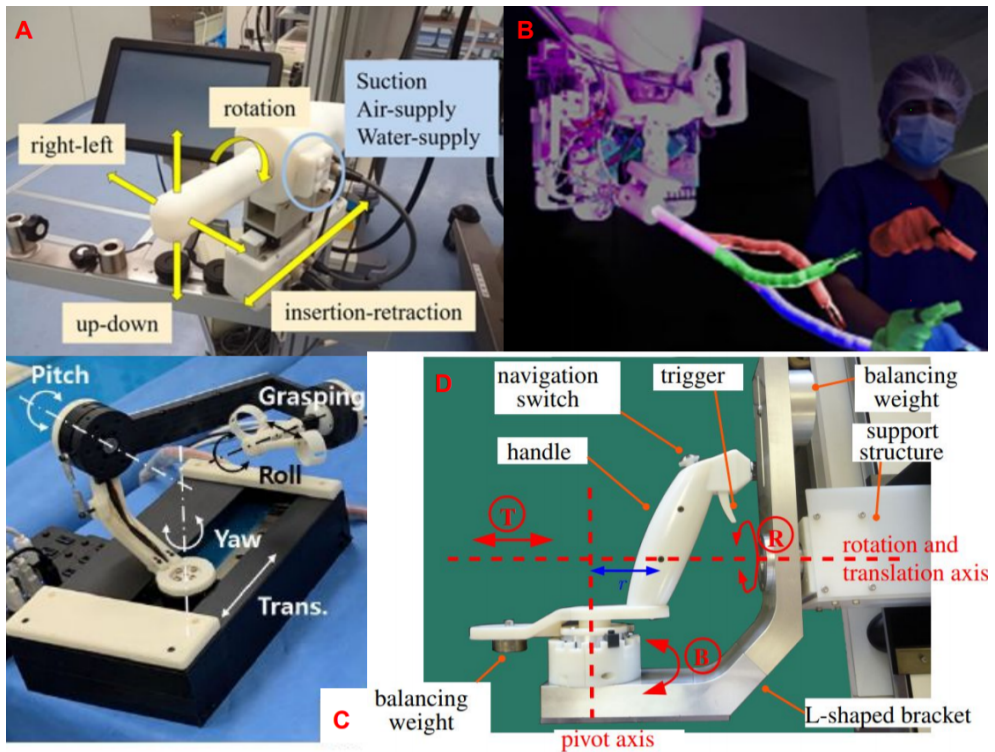 A
rotation
Suction
Air-supply
Water-supply
right-left
up-down
insertion-retraction
B
Pitch
Grasping
Roll
Yaw
Trans.
C
D
navigation
switch
trigger
balancing
weight
handle
support
structure
T
R
rotation and
translation axis
r
B
balancing
weight
L-shaped bracket
pivot axis